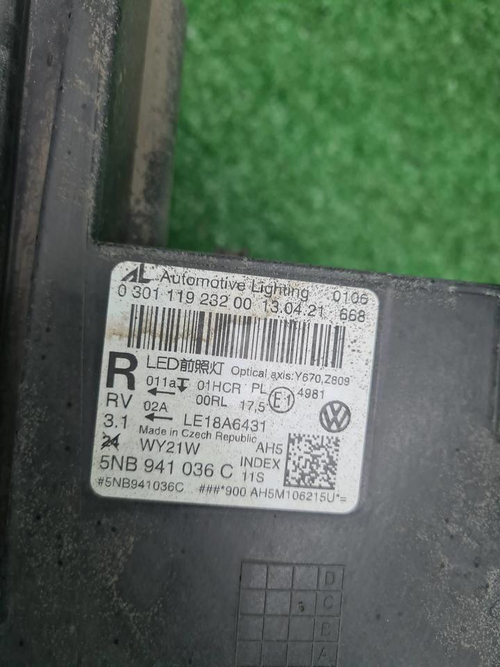 AL Automotive Lighting 0106
0 301 119 232 00 13.04.21 668
LED前照灯 Optical axis:Y670,Z809
R 011a 01HCR PL E1 4981
RV 02A 00RL 17,5
3.1 LE18A6431
24 Made in Czech Republic
WY21W AH5
5NB 941 036 C INDEX 11S
#5NB941036C ###*900 AH5M106215U*=
D
C
B
A